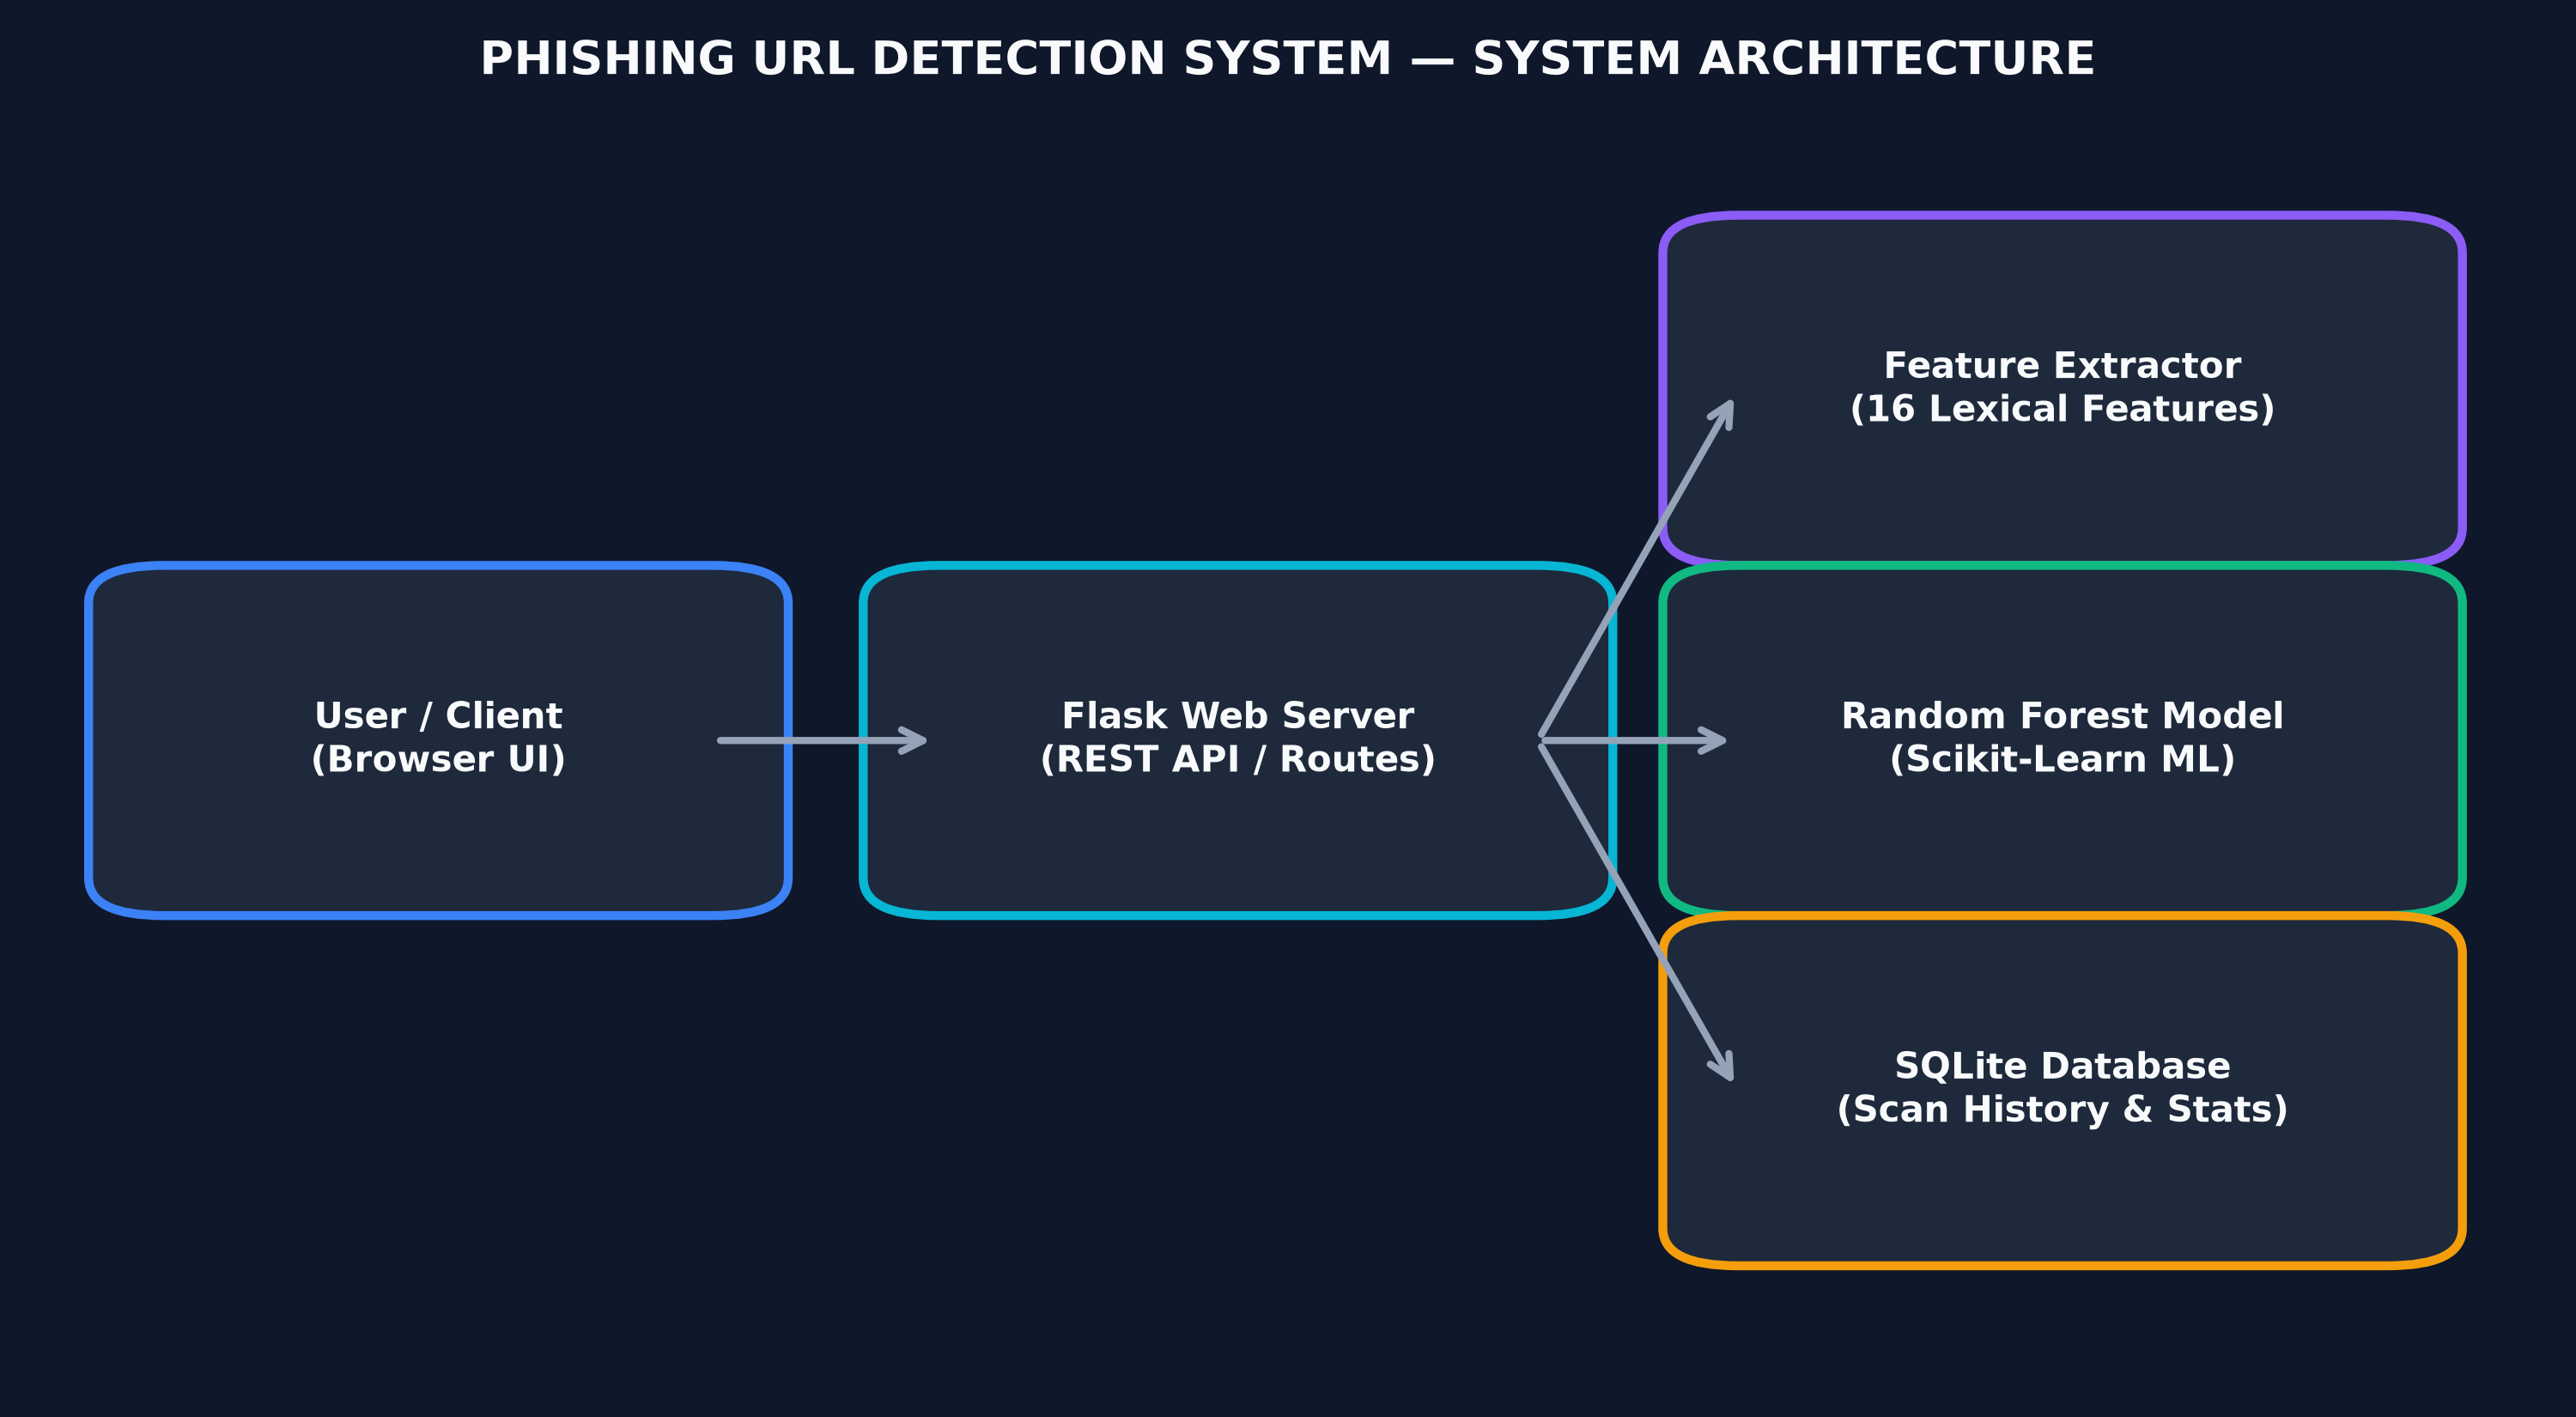 PHISHING URL DETECTION SYSTEM — SYSTEM ARCHITECTURE
Feature Extractor
(16 Lexical Features)
User / Client
(Browser UI)
Flask Web Server
(REST API / Routes)
Random Forest Model
(Scikit-Learn ML)
SQLite Database
(Scan History & Stats)